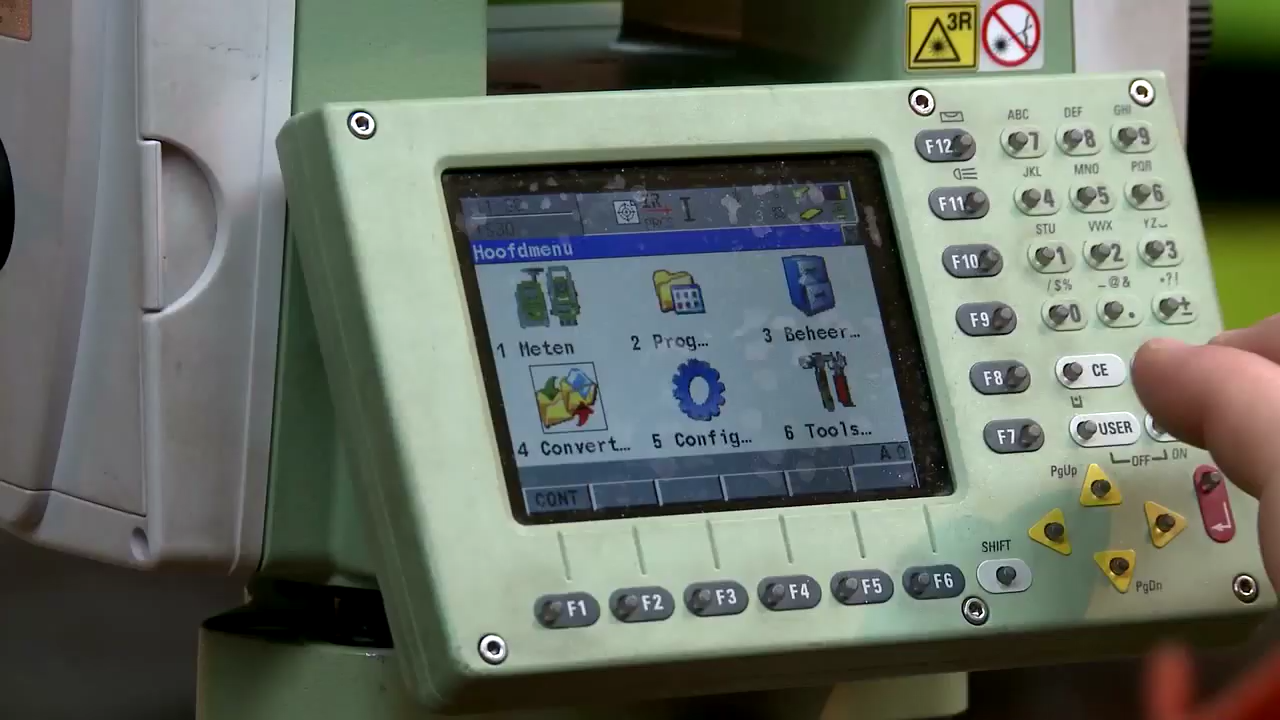 3R
Hoofdmenu
1 Meten
2 Prog...
3 Beheer...
4 Convert...
5 Config...
6 Tools...
A 0
CONT
F1
F2
F3
F4
F5
F6
F12
F11
F10
F9
F8
F7
ABC
DEF
GHI
7
8
9
JKL
MNO
PQR
4
5
6
STU
VWX
YZ_
1
2
3
/$%
_@&
*?!
0
.
±
CE
USER
OFF
ON
PgUp
SHIFT
PgDn